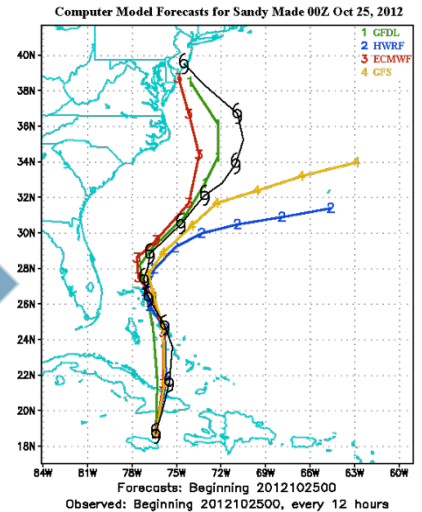 Computer Model Forecasts for Sandy Made 00Z Oct 25, 2012
1 GFDL
2 HWRF
3 ECMWF
4 GFS
40N
38N
36N
34N
32N
30N
28N
26N
24N
22N
20N
18N
84W 81W 78W 75W 72W 69W 66W 63W 60W
Forecasts: Beginning 2012102500
Observed: Beginning 2012102500, every 12 hours